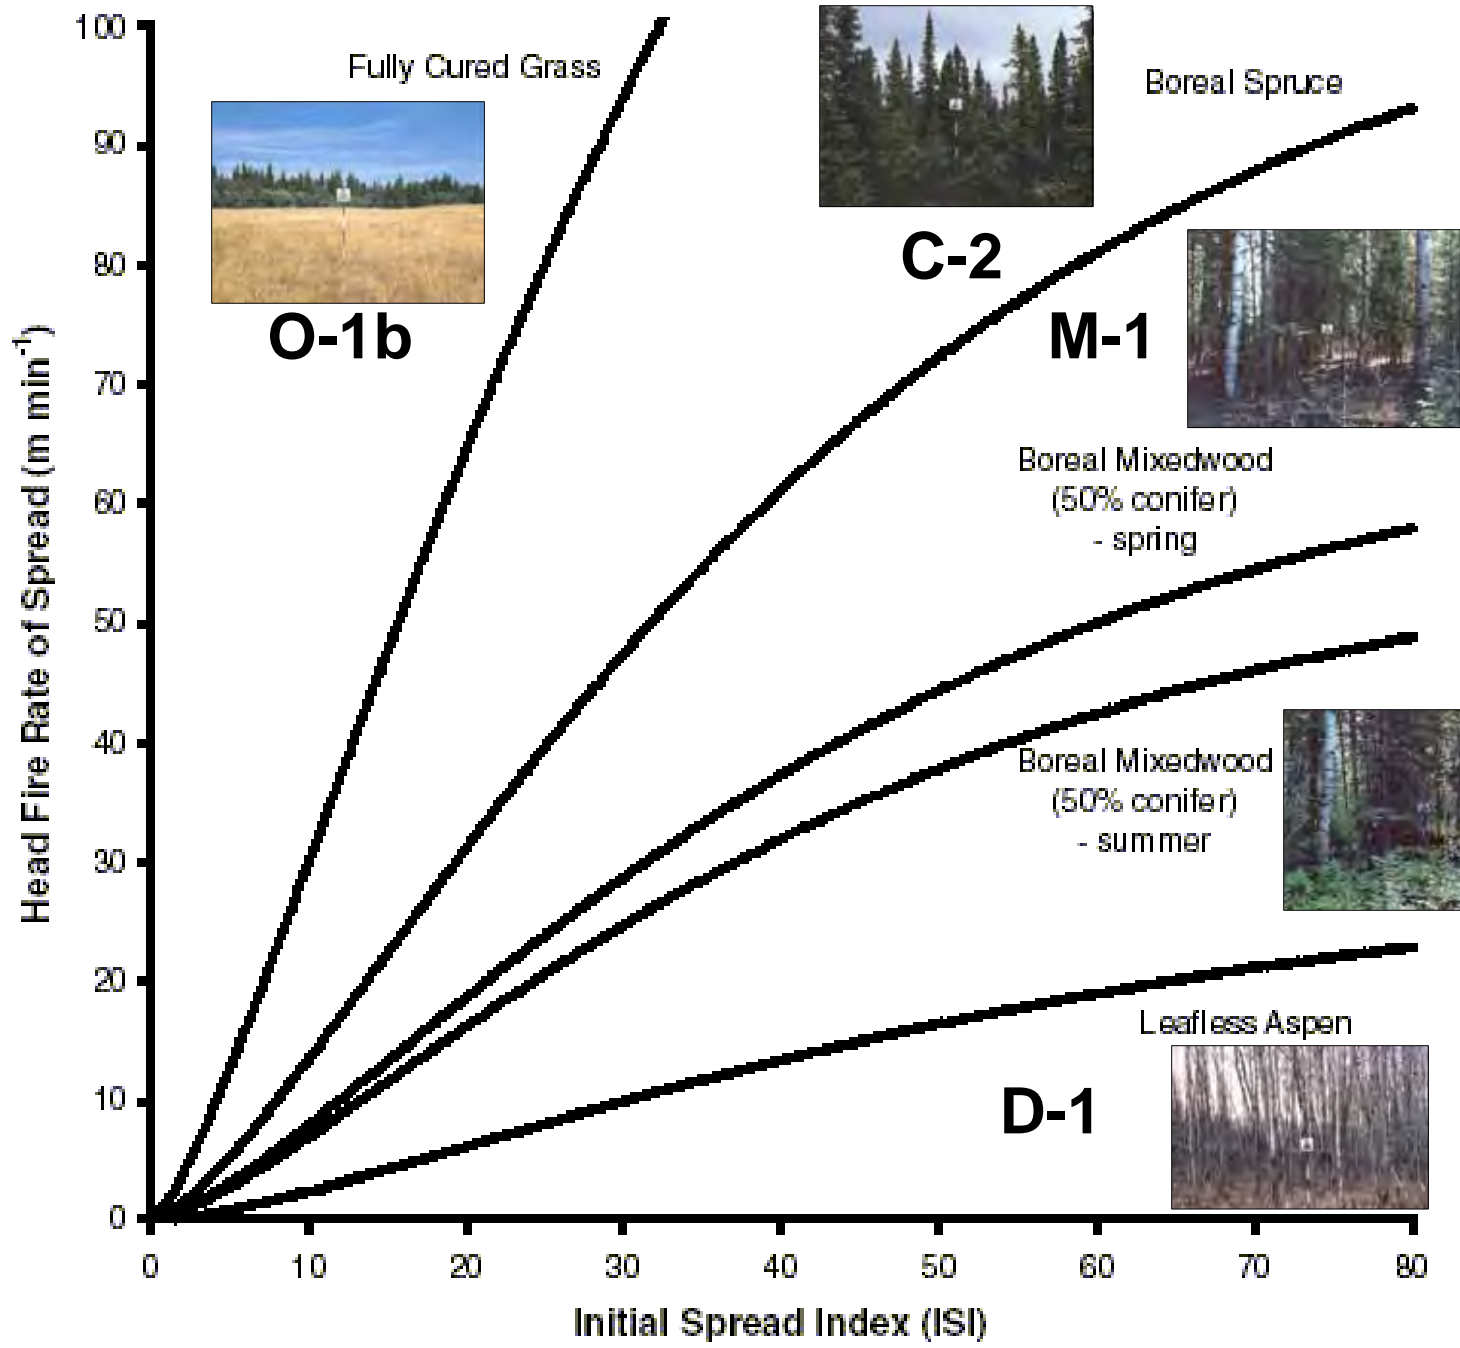 Fully Cured Grass
O-1b
C-2
Boreal Spruce
M-1
Boreal Mixedwood
(50% conifer)
- spring
Boreal Mixedwood
(50% conifer)
- summer
Leafless Aspen
D-1
Head Fire Rate of Spread (m min⁻¹)
100
90
80
70
60
50
40
30
20
10
0
0 10 20 30 40 50 60 70 80
Initial Spread Index (ISI)